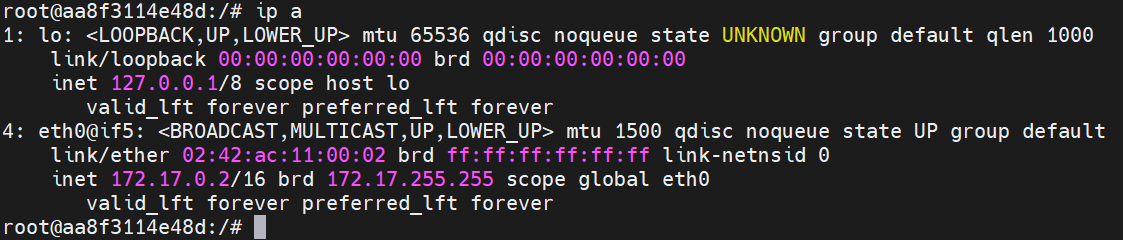 root@aa8f3114e48d:/# ip a
1: lo: <LOOPBACK,UP,LOWER_UP> mtu 65536 qdisc noqueue state UNKNOWN group default qlen 1000
    link/loopback 00:00:00:00:00:00 brd 00:00:00:00:00:00
    inet 127.0.0.1/8 scope host lo
       valid_lft forever preferred_lft forever
4: eth0@if5: <BROADCAST,MULTICAST,UP,LOWER_UP> mtu 1500 qdisc noqueue state UP group default
    link/ether 02:42:ac:11:00:02 brd ff:ff:ff:ff:ff:ff link-netnsid 0
    inet 172.17.0.2/16 brd 172.17.255.255 scope global eth0
       valid_lft forever preferred_lft forever
root@aa8f3114e48d:/#